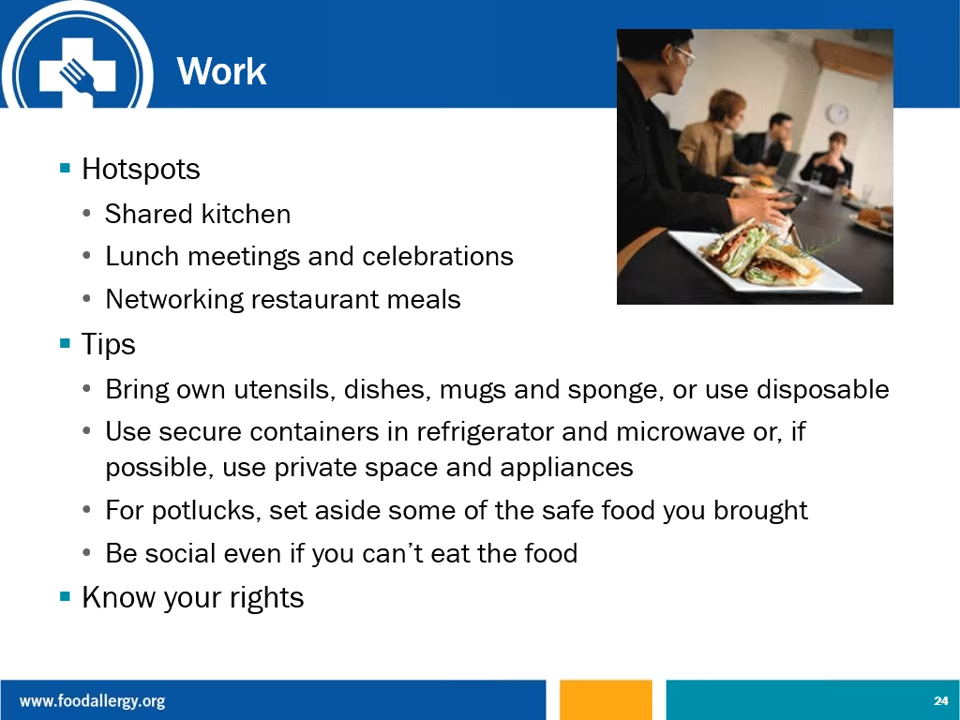 Work
▪ Hotspots
• Shared kitchen
• Lunch meetings and celebrations
• Networking restaurant meals
▪ Tips
• Bring own utensils, dishes, mugs and sponge, or use disposable
• Use secure containers in refrigerator and microwave or, if
possible, use private space and appliances
• For potlucks, set aside some of the safe food you brought
• Be social even if you can’t eat the food
▪ Know your rights
www.foodallergy.org
24